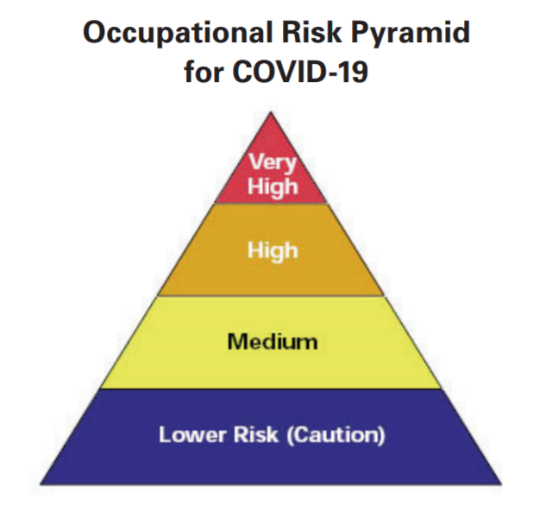 Occupational Risk Pyramid
for COVID-19
Very
High
High
Medium
Lower Risk (Caution)